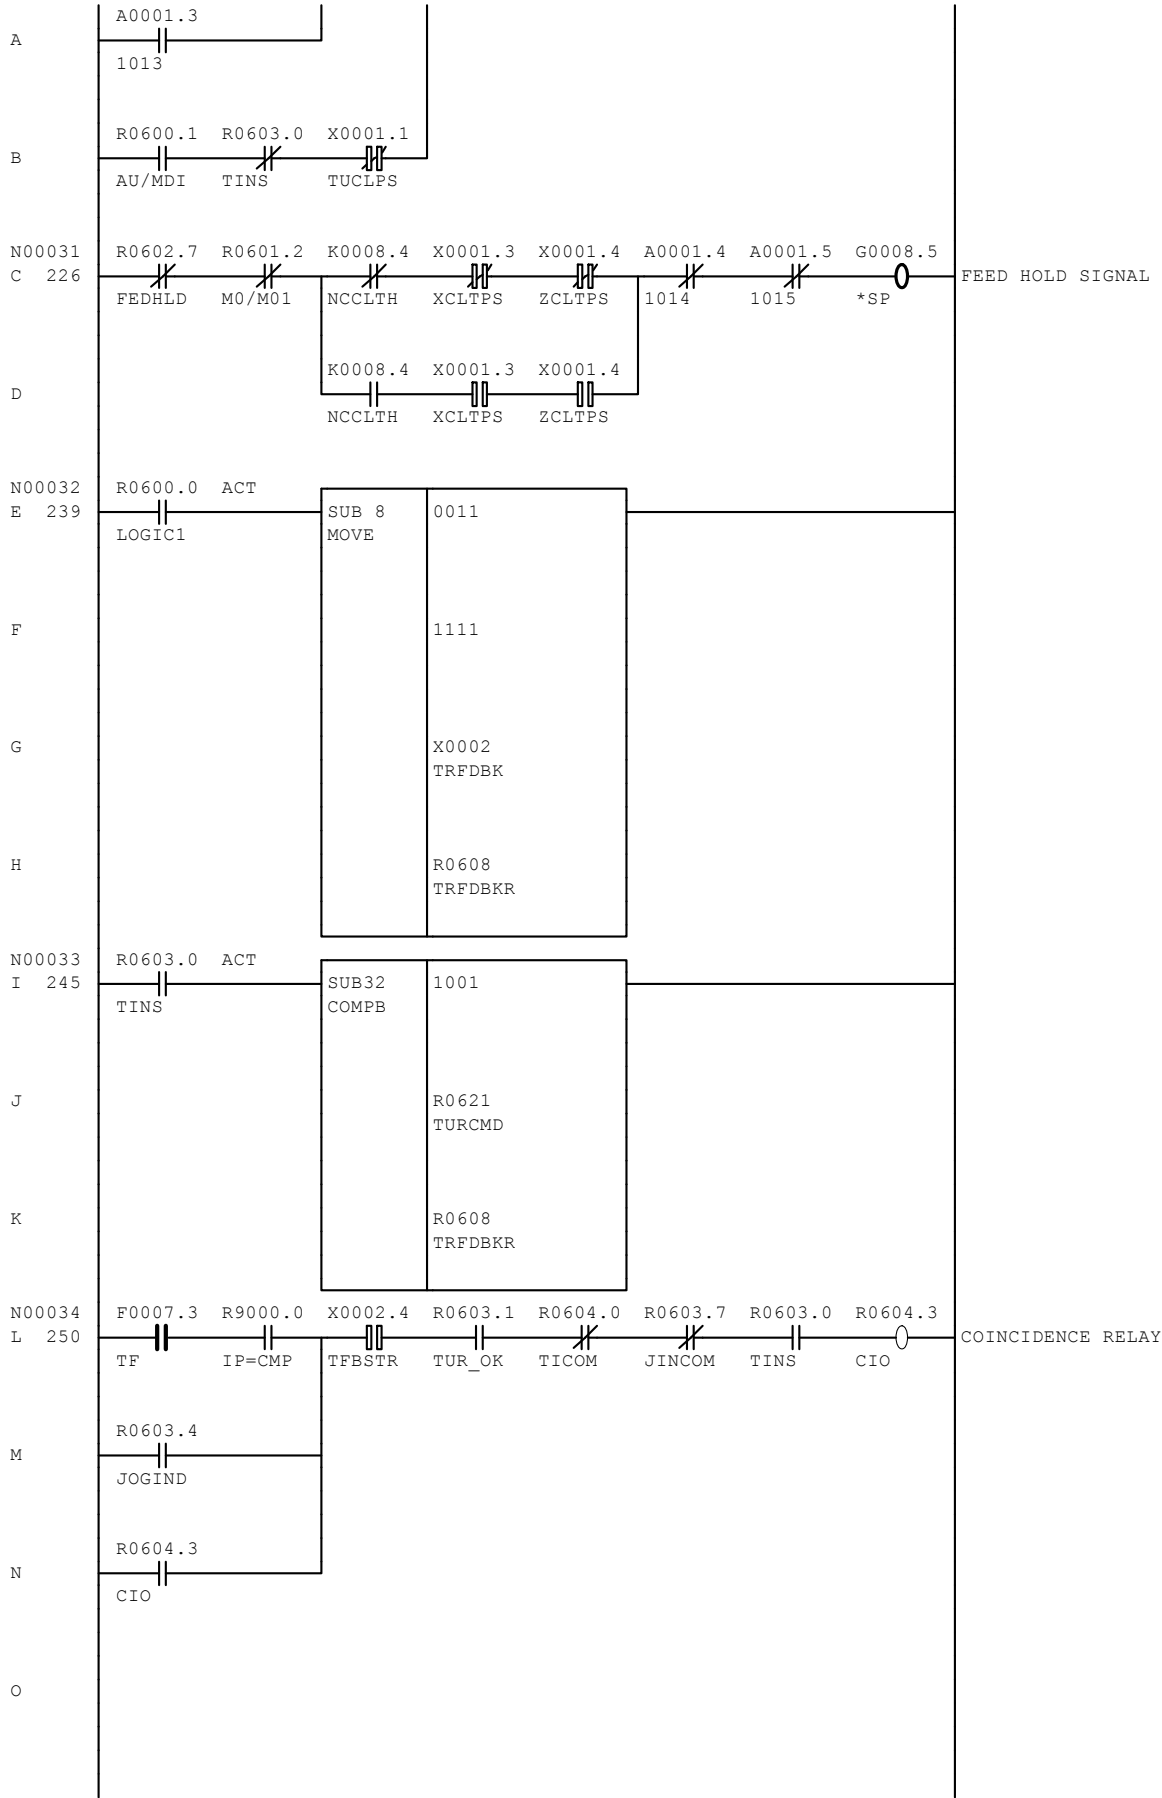 A0001.3
A
1013
R0600.1 R0603.0 X0001.1
B
AU/MDI TINS TUCLPS
N00031 R0602.7 R0601.2 K0008.4 X0001.3 X0001.4 A0001.4 A0001.5 G0008.5
C 226 FEED HOLD SIGNAL
FEDHLD M0/M01 NCCLTH XCLTPS ZCLTPS 1014 1015 *SP
K0008.4 X0001.3 X0001.4
D
NCCLTH XCLTPS ZCLTPS
N00032 R0600.0 ACT
E 239 SUB 8 0011
LOGIC1 MOVE
F 1111
G X0002
TRFDBK
H R0608
TRFDBKR
N00033 R0603.0 ACT
I 245 SUB32 1001
TINS COMPB
J R0621
TURCMD
K R0608
TRFDBKR
N00034 F0007.3 R9000.0 X0002.4 R0603.1 R0604.0 R0603.7 R0603.0 R0604.3
L 250 COINCIDENCE RELAY
TF IP=CMP TFBSTR TUR_OK TICOM JINCOM TINS CIO
R0603.4
M
JOGIND
R0604.3
N
CIO
O